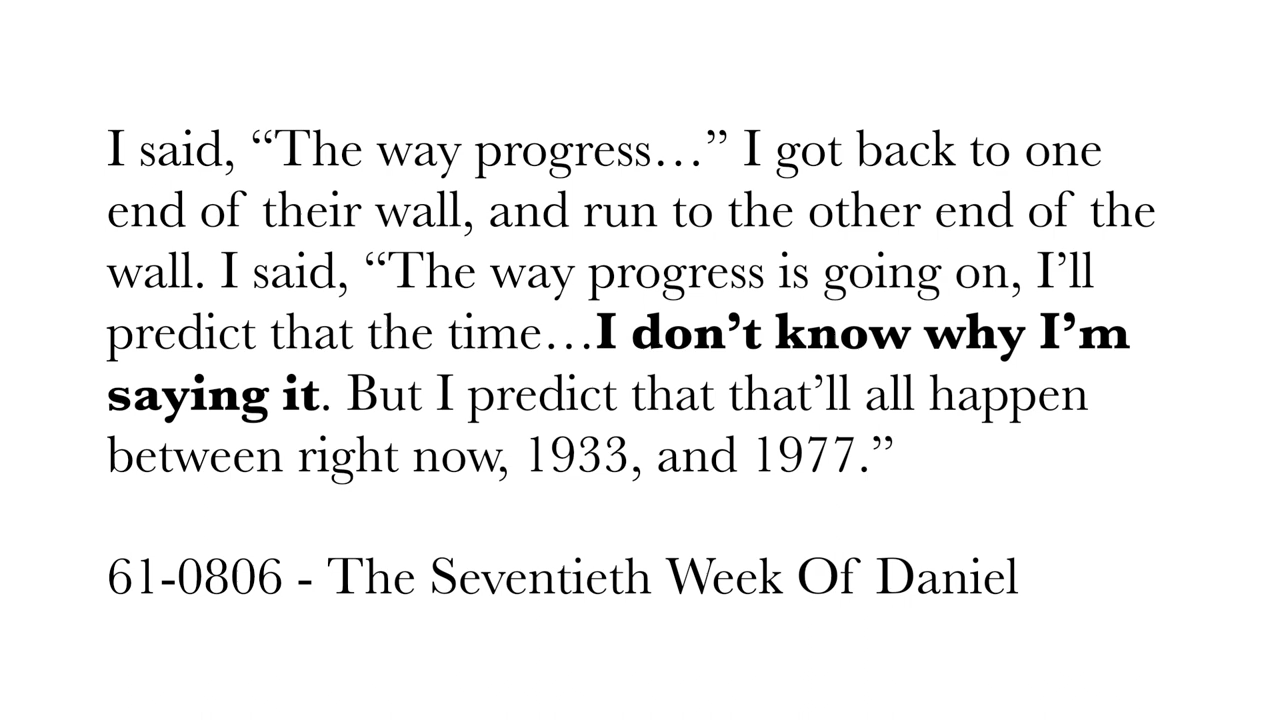 I said, “The way progress…” I got back to one
end of their wall, and run to the other end of the
wall. I said, “The way progress is going on, I’ll
predict that the time…I don’t know why I’m
saying it. But I predict that that’ll all happen
between right now, 1933, and 1977.”
61-0806 - The Seventieth Week Of Daniel